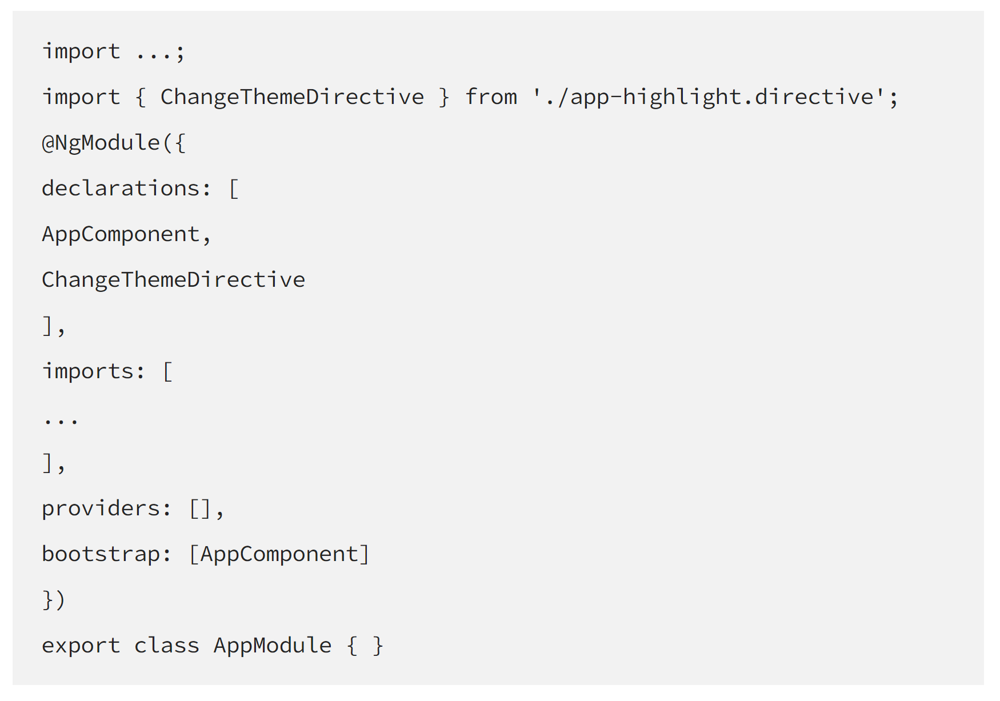 import ...;
import { ChangeThemeDirective } from './app-highlight.directive';
@NgModule({
declarations: [
AppComponent,
ChangeThemeDirective
],
imports: [
...
],
providers: [],
bootstrap: [AppComponent]
})
export class AppModule { }